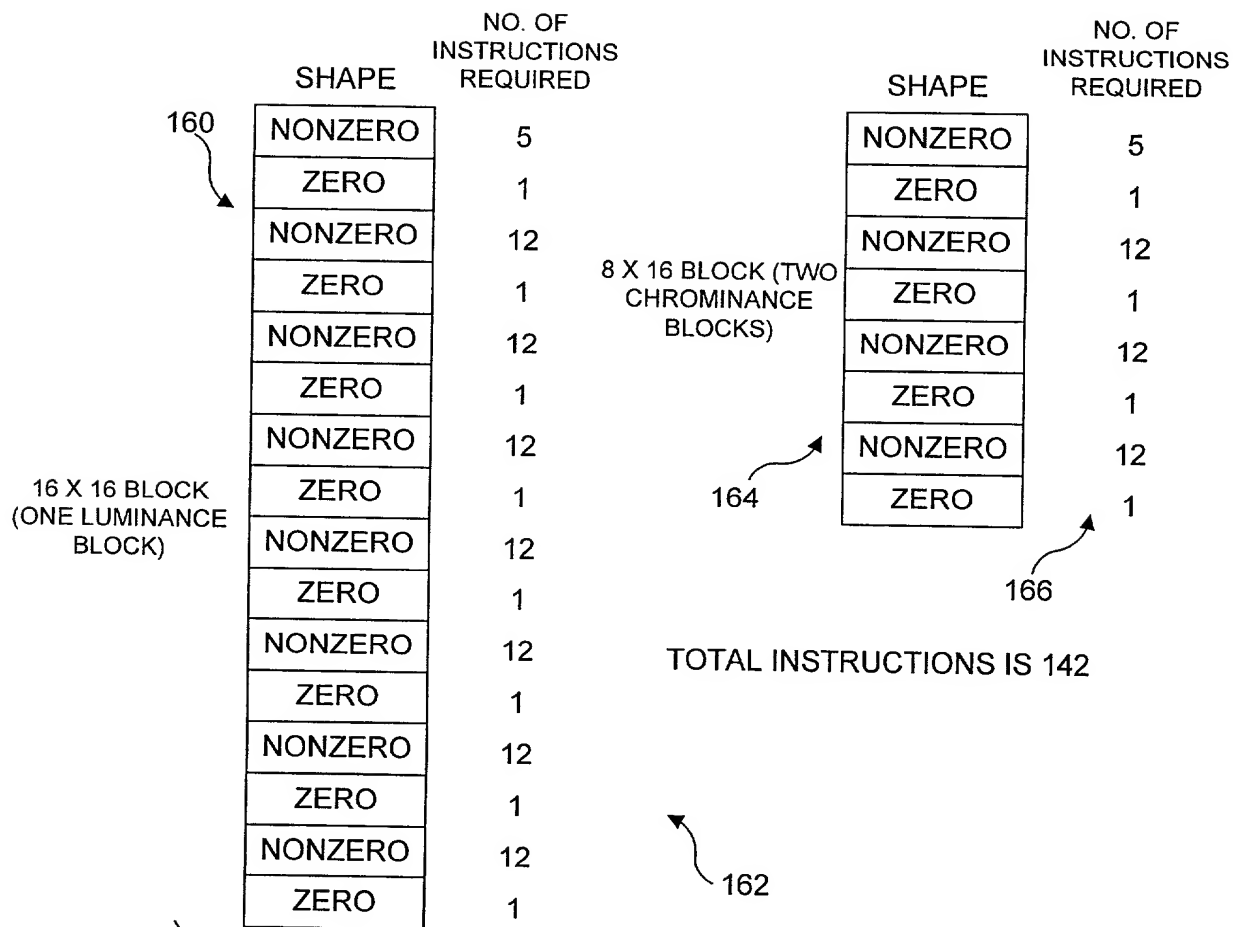 NO. OF
INSTRUCTIONS
SHAPE REQUIRED
160
NONZERO 5
ZERO 1
NONZERO 12
ZERO 1
NONZERO 12
ZERO 1
NONZERO 12
ZERO 1
NONZERO 12
ZERO 1
NONZERO 12
ZERO 1
NONZERO 12
ZERO 1
NONZERO 12
ZERO 1
16 X 16 BLOCK
(ONE LUMINANCE
BLOCK)
162
NO. OF
INSTRUCTIONS
SHAPE REQUIRED
NONZERO 5
ZERO 1
NONZERO 12
ZERO 1
NONZERO 12
ZERO 1
NONZERO 12
ZERO 1
8 X 16 BLOCK (TWO
CHROMINANCE
BLOCKS)
164
166
TOTAL INSTRUCTIONS IS 142